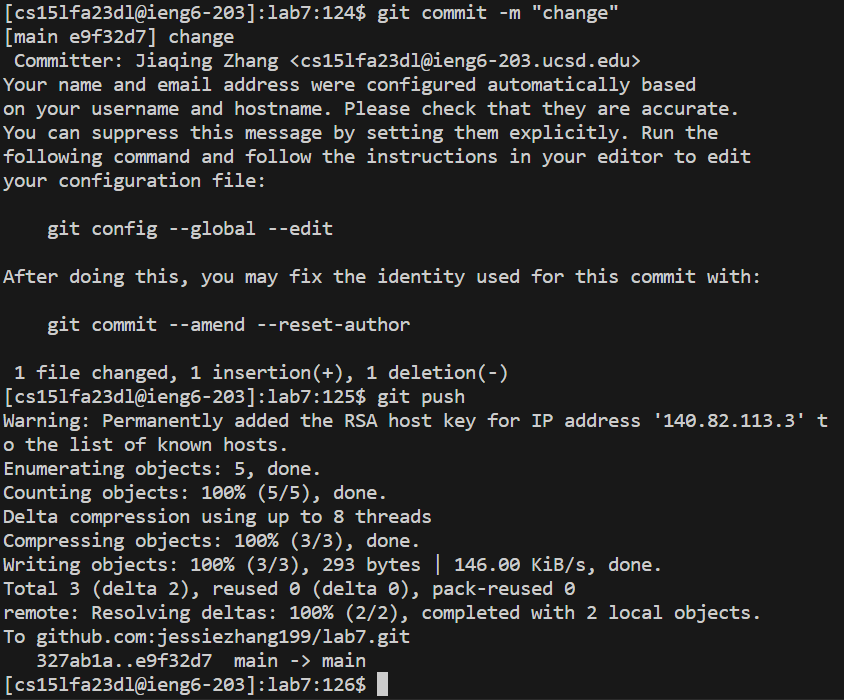 [cs15lfa23dl@ieng6-203]:lab7:124$ git commit -m "change"
[main e9f32d7] change
 Committer: Jiaqing Zhang <cs15lfa23dl@ieng6-203.ucsd.edu>
Your name and email address were configured automatically based
on your username and hostname. Please check that they are accurate.
You can suppress this message by setting them explicitly. Run the
following command and follow the instructions in your editor to edit
your configuration file:

    git config --global --edit

After doing this, you may fix the identity used for this commit with:

    git commit --amend --reset-author

 1 file changed, 1 insertion(+), 1 deletion(-)
[cs15lfa23dl@ieng6-203]:lab7:125$ git push
Warning: Permanently added the RSA host key for IP address '140.82.113.3' t
o the list of known hosts.
Enumerating objects: 5, done.
Counting objects: 100% (5/5), done.
Delta compression using up to 8 threads
Compressing objects: 100% (3/3), done.
Writing objects: 100% (3/3), 293 bytes | 146.00 KiB/s, done.
Total 3 (delta 2), reused 0 (delta 0), pack-reused 0
remote: Resolving deltas: 100% (2/2), completed with 2 local objects.
To github.com:jessiezhang199/lab7.git
   327ab1a..e9f32d7  main -> main
[cs15lfa23dl@ieng6-203]:lab7:126$